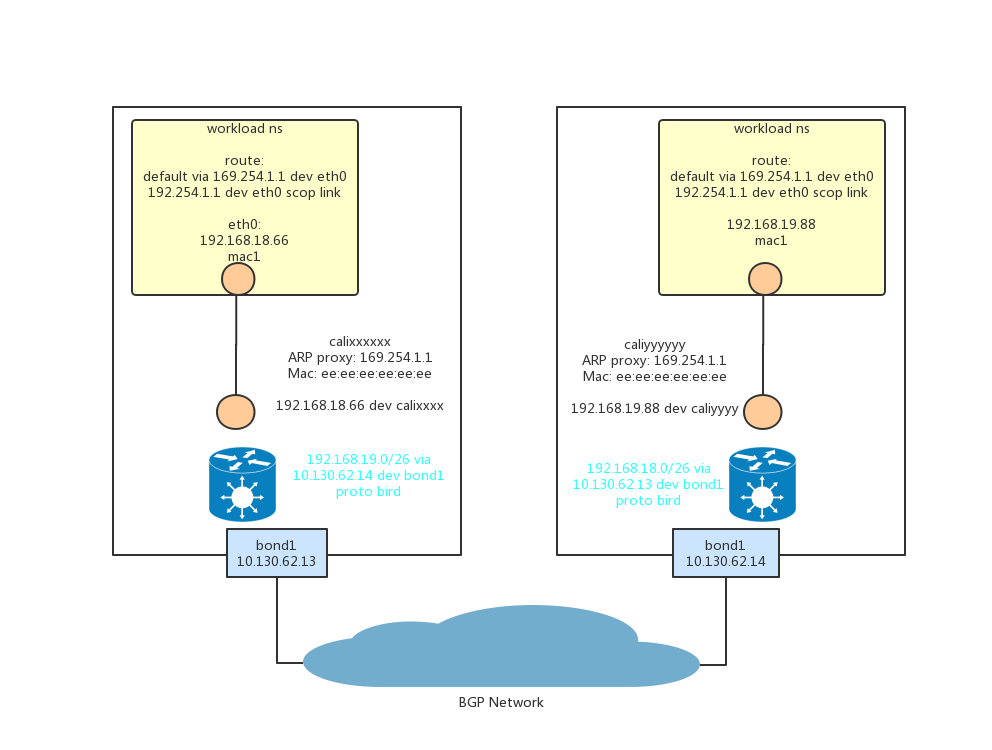 workload ns
route:
default via 169.254.1.1 dev eth0
192.254.1.1 dev eth0 scop link
eth0:
192.168.18.66
mac1
calixxxxxx
ARP proxy: 169.254.1.1
Mac: ee:ee:ee:ee:ee:ee
192.168.18.66 dev calixxxx
192.168.19.0/26 via
10.130.62.14 dev bond1
proto bird
bond1
10.130.62.13
workload ns
route:
default via 169.254.1.1 dev eth0
192.254.1.1 dev eth0 scop link
192.168.19.88
mac1
caliyyyyyy
ARP proxy: 169.254.1.1
Mac: ee:ee:ee:ee:ee:ee
192.168.19.88 dev caliyyyy
192.168.18.0/26 via
10.130.62.13 dev bond1
proto bird
bond1
10.130.62.14
BGP Network